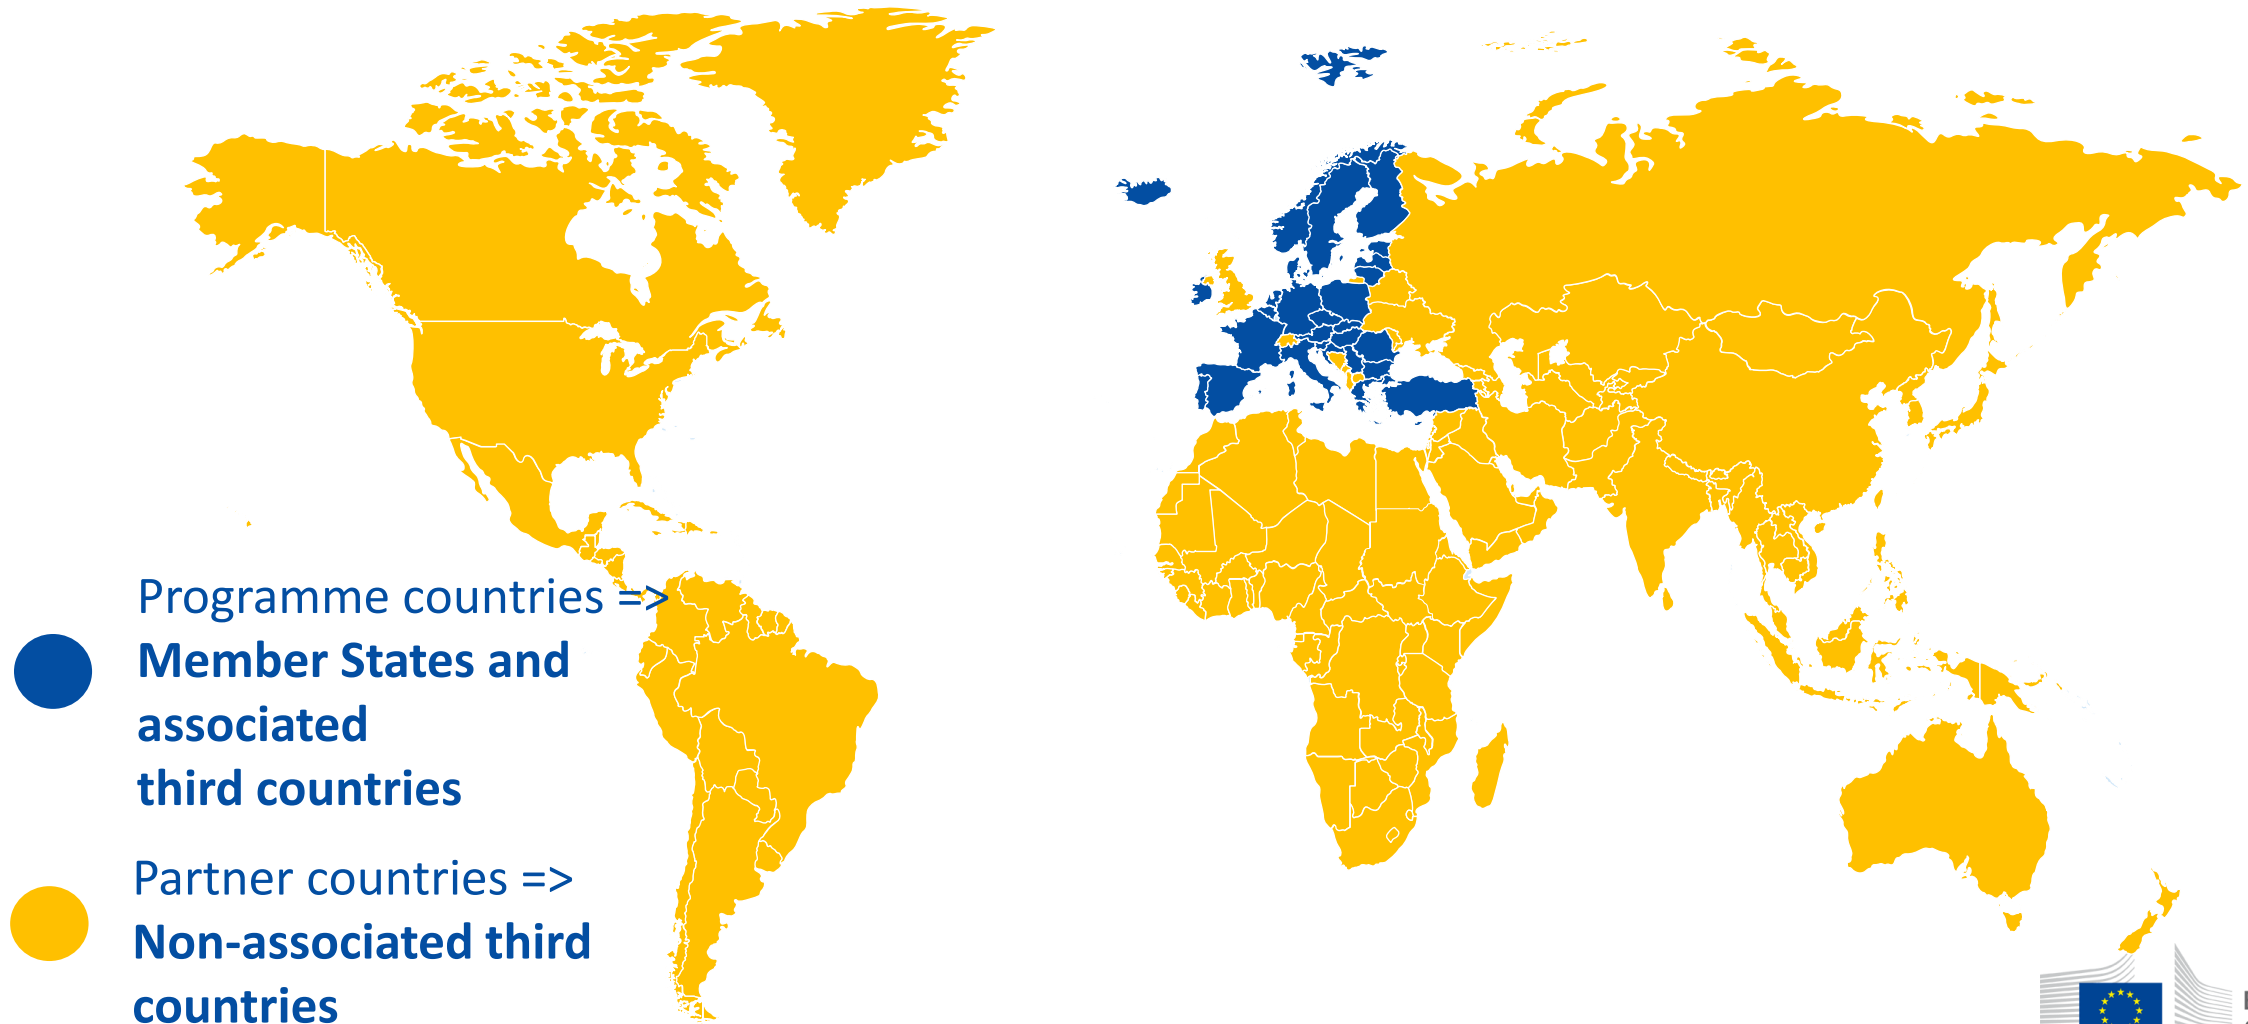 Programme countries =>
Member States and
associated
third countries
Partner countries =>
Non-associated third
countries